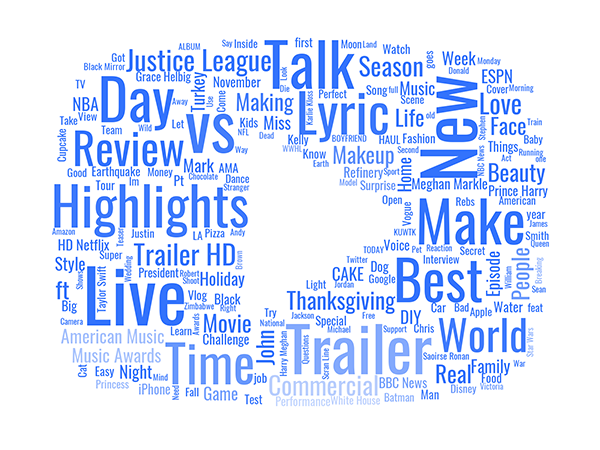 Say Inside
first
Moon Land
ALBUM
Got
Justice League
Talk
Watch
goes
Week Monday
Black Mirror
Grace Helbig
Turkey
November
Look
Season
Donald
ESPN
TV
Day
Away
Use
Come
Die
Perfect
Song full Music
Cover Morning
NBA
Making
Karlie Kloss
Lyric
Scene
New
Love
Take View
Team
Wild
Let
vs
NFL
Kids Miss
BOYFRIEND
Life old
Stephen
Face
Train
Cupcake
Review
Dead
Kelly
WWE
HAUL Fashion
NBC News
Things
Baby
Way
Know
Makeup
Second
Act
Running
one
Good
Earthquake
Money
Mark
AMA
Earth
Refinery
Sport
Home
Beauty
Tour
Im
Pt
Chocolate
Dance
Stranger
Model
Surprise
Meghan Markle
Prince Harry
Highlights
Open
Vogue
Rebs
American
KUWTK
Make
year
Amazon
Teaser
Justin
LA
Pizza
Andy
James
HD Netflix
Super
Trailer HD
Brown
TODAY
Voice
Pet
Reaction
Secret
Smith
Queen
Style
Shows
Taylor Swift
Wedding
President
Robert
Shoot
Holiday
Twitter
CAKE
Dog
Google
Interview
Best
Episode
William
People
Breaking
ft
Live
Light
Jordan
Thanksgiving
Sean
Big
Vlog
Black
Zimbabwe
Right
Try
Jackson
Special
Free
DIY
Car
Bad
Apple
Water
feat
Camera
Learn
Awards
Movie
National
Michael
Support
Chris
World
Star Wars
American Music
Challenge
John
Harry Meghan
Questions
Trailer
Saoirse Ronan
Music Awards
Time
Scran Line
Cat
Easy
Night
Mind
job
Commercial
BBC News
Real
Family
War
Food
Princess
iPhone
Near
Fall
Game
Test
Performance
White House
Batman
Man
Disney
Victoria